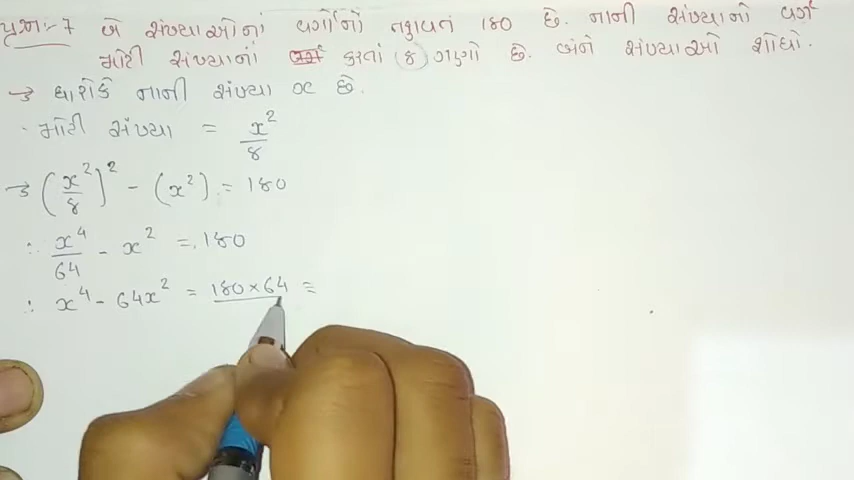 પ્રશ્ન:- 7 બે સંખ્યાઓનાં વર્ગોનો તફાવત 180 છે. નાની સંખ્યાનો વર્ગ
મોટી સંખ્યાનાં કરતાં (8) ગણો છે. બંને સંખ્યાઓ શોધો.
→ ધારોકે નાની સંખ્યા x છે.
∴ મોટી સંખ્યા = x²/8
→ (x²/8)² - (x²) = 180
∴ x⁴/64 - x² = 180
∴ x⁴ - 64x² = 180×64 =